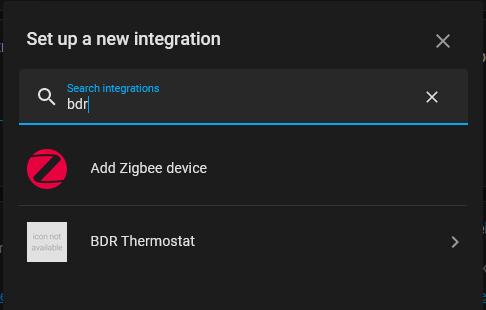 Set up a new integration
Search integrations
bdr
Add Zigbee device
icon not
available
BDR Thermostat